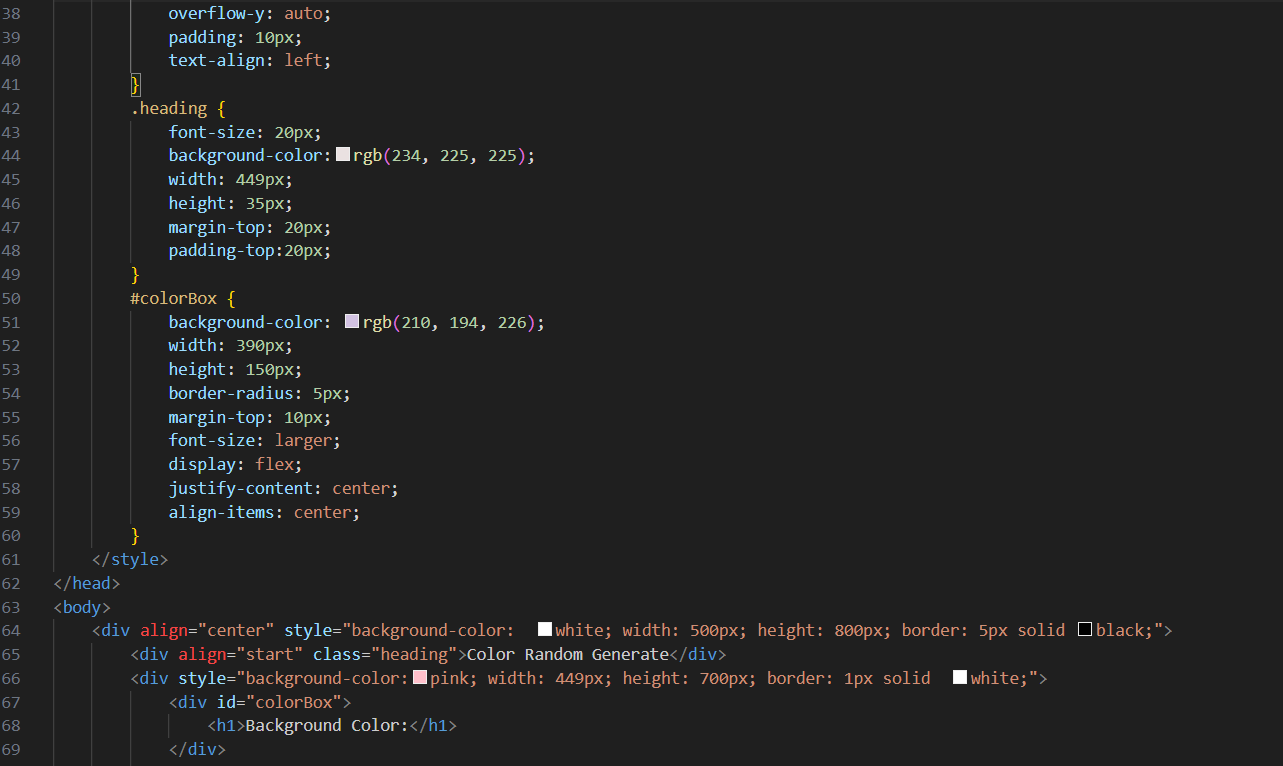 38 overflow-y: auto;
39 padding: 10px;
40 text-align: left;
41 }
42 .heading {
43 font-size: 20px;
44 background-color: rgb(234, 225, 225);
45 width: 449px;
46 height: 35px;
47 margin-top: 20px;
48 padding-top:20px;
49 }
50 #colorBox {
51 background-color: rgb(210, 194, 226);
52 width: 390px;
53 height: 150px;
54 border-radius: 5px;
55 margin-top: 10px;
56 font-size: larger;
57 display: flex;
58 justify-content: center;
59 align-items: center;
60 }
61 </style>
62 </head>
63 <body>
64 <div align="center" style="background-color: white; width: 500px; height: 800px; border: 5px solid black;">
65 <div align="start" class="heading">Color Random Generate</div>
66 <div style="background-color: pink; width: 449px; height: 700px; border: 1px solid white;">
67 <div id="colorBox">
68 <h1>Background Color:</h1>
69 </div>